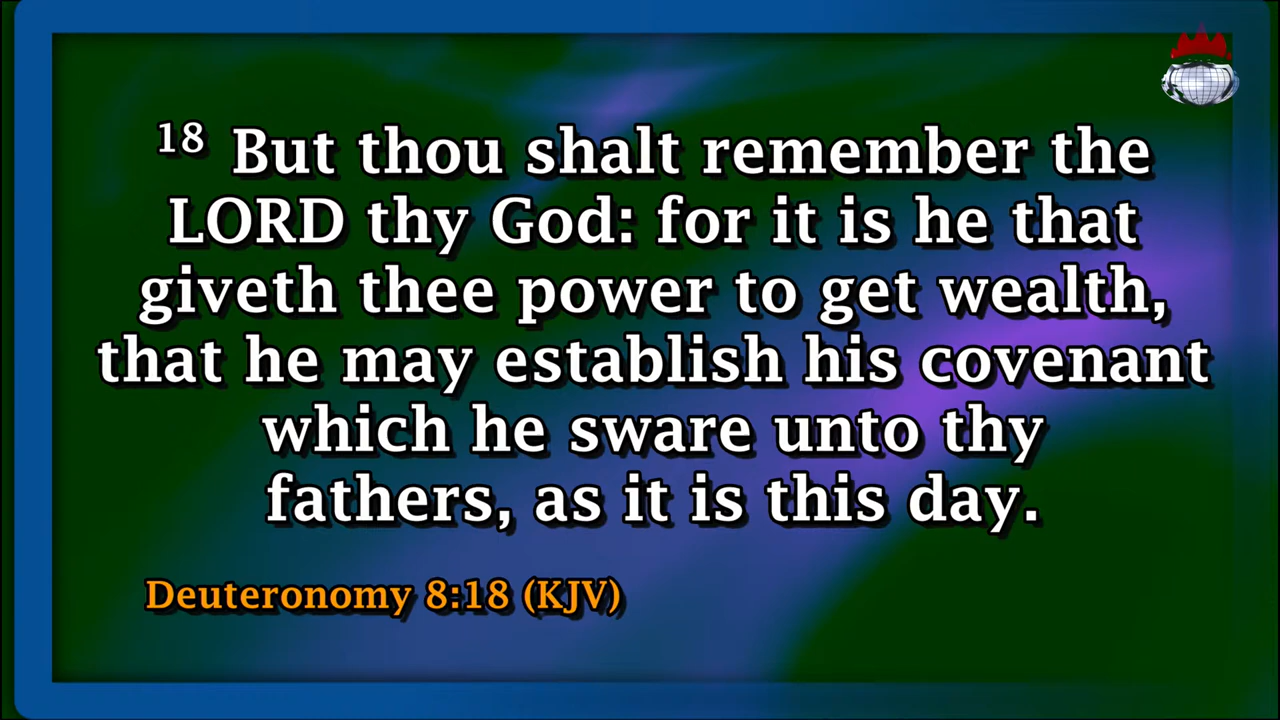 18 But thou shalt remember the
LORD thy God: for it is he that
giveth thee power to get wealth,
that he may establish his covenant
which he sware unto thy
fathers, as it is this day.
Deuteronomy 8:18 (KJV)